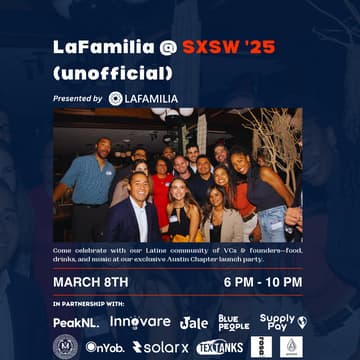 LaFamilia @ SXSW '25
(unofficial)
Presented by LAFAMILIA
Come celebrate with our Latine community of VCs & founders—food,
drinks, and music at our exclusive Austin Chapter launch party.
MARCH 8TH 6 PM - 10 PM
IN PARTNERSHIP WITH:
PeakNL. Innovare Jale BLUE PEOPLE Supply Pay
OnYob. solarx TEXTANKS